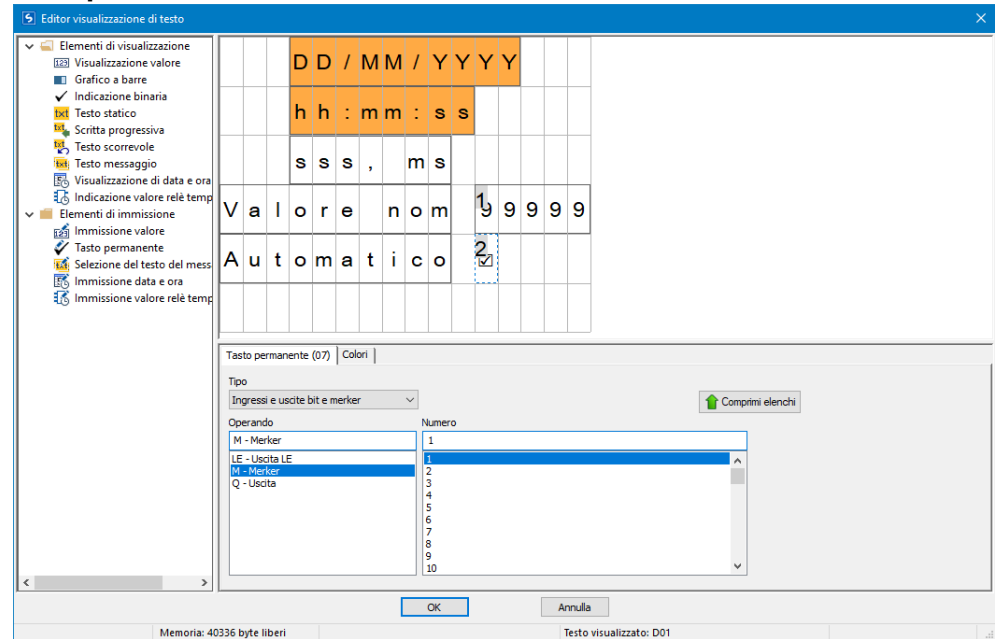 Editor visualizzazione di testo
Elementi di visualizzazione
Visualizzazione valore
Grafico a barre
Indicazione binaria
Testo statico
Scritta progressiva
Testo scorrevole
Testo messaggio
Visualizzazione di data e ora
Indicazione valore relè temp
Elementi di immissione
Immissione valore
Tasto permanente
Selezione del testo del mess
Immissione data e ora
Immissione valore relè temp
DD/MM/YYYY
hh:mm:ss
sss, ms
Valore nom 1 99999
Automatico 2
Tasto permanente (07) Colori
Tipo
Ingressi e uscite bit e merker
Comprimi elenchi
Operando Numero
M - Merker 1
LE - Uscita LE 1
M - Merker 2
Q - Uscita 3
4
5
6
7
8
9
10
OK Annulla
Memoria: 40336 byte liberi Testo visualizzato: D01